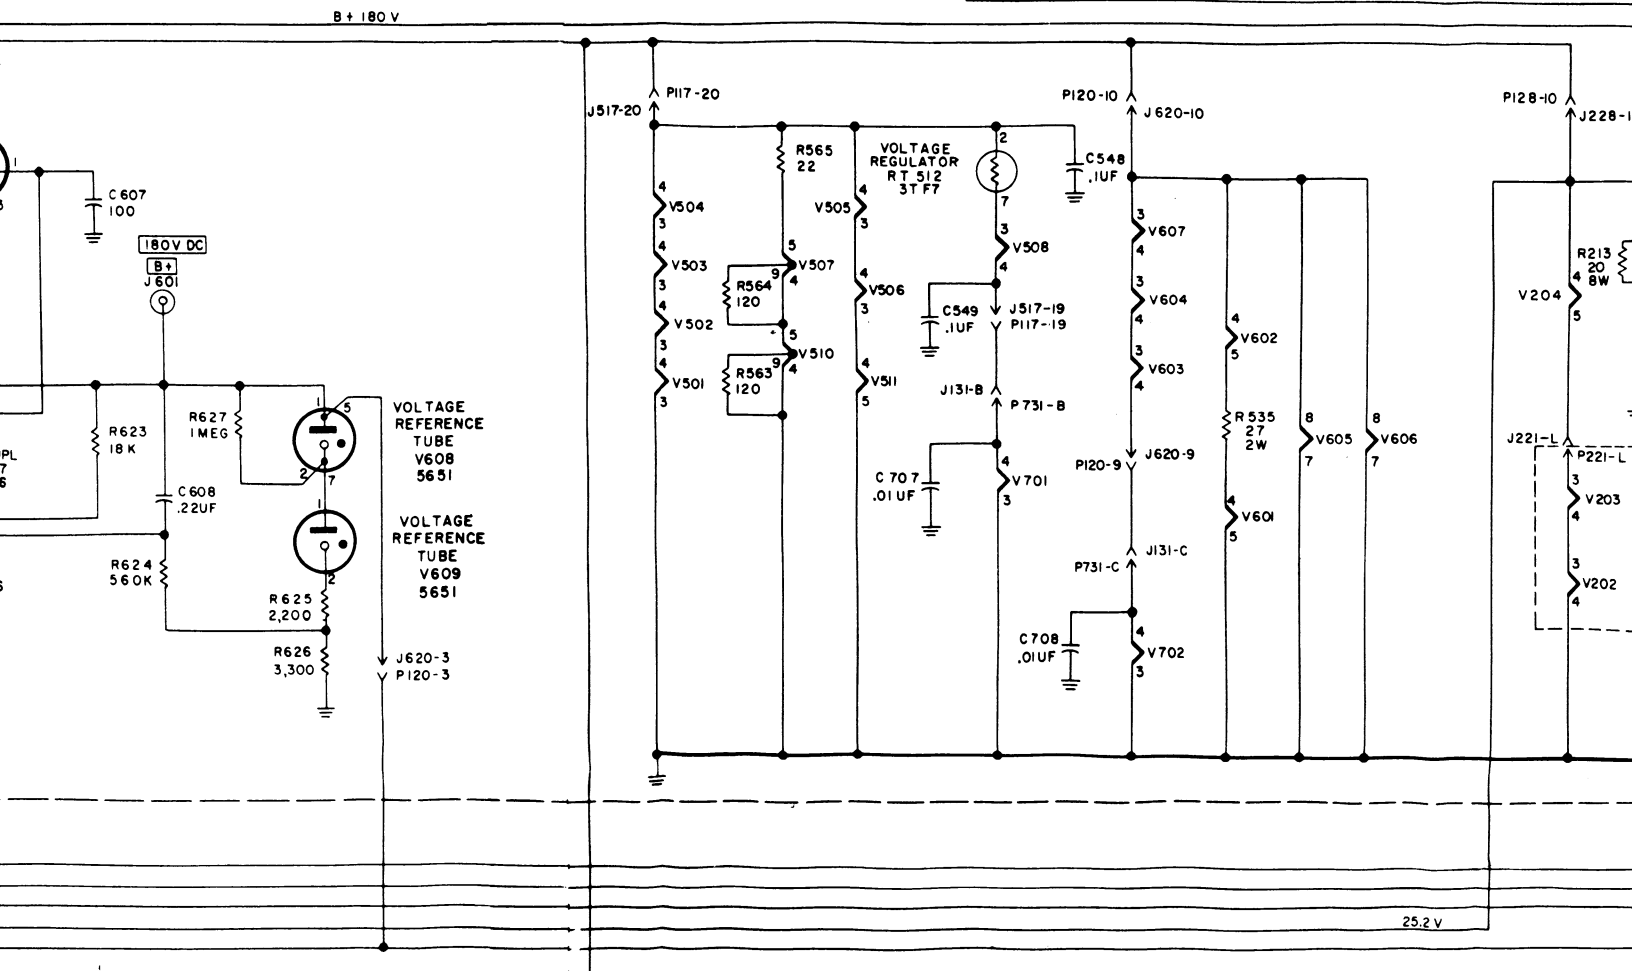 B+ 180 V
P117-20
J517-20
P120-10
J620-10
P128-10
J228-1
1
3
C607
100
180V DC
B+
J601
R565
22
VOLTAGE
REGULATOR
RT 512
3TF7
2
7
C548
.1UF
4
V504
3
4
V503
3
4
V502
3
4
V501
3
5
V507
9
4
R564
120
5
V510
9
4
R563
120
4
V505
3
4
V506
3
4
V511
5
3
V508
4
C549
.1UF
J517-19
P117-19
J131-B
P731-B
C707
.01UF
4
V701
3
3
V607
4
3
V604
4
3
V603
4
J620-9
P120-9
J131-C
P731-C
C708
.01UF
4
V702
3
4
V602
5
R535
27
2W
4
V601
5
8
V605
7
8
V606
7
R213
20
8W
4
V204
5
J221-L
P221-L
3
V203
4
3
V202
4
R623
18K
PL
7
6
R627
1MEG
1
5
2
7
VOLTAGE
REFERENCE
TUBE
V608
5651
C608
.22UF
1
2
VOLTAGE
REFERENCE
TUBE
V609
5651
R624
560K
R625
2,200
R626
3,300
J620-3
P120-3
25.2 V